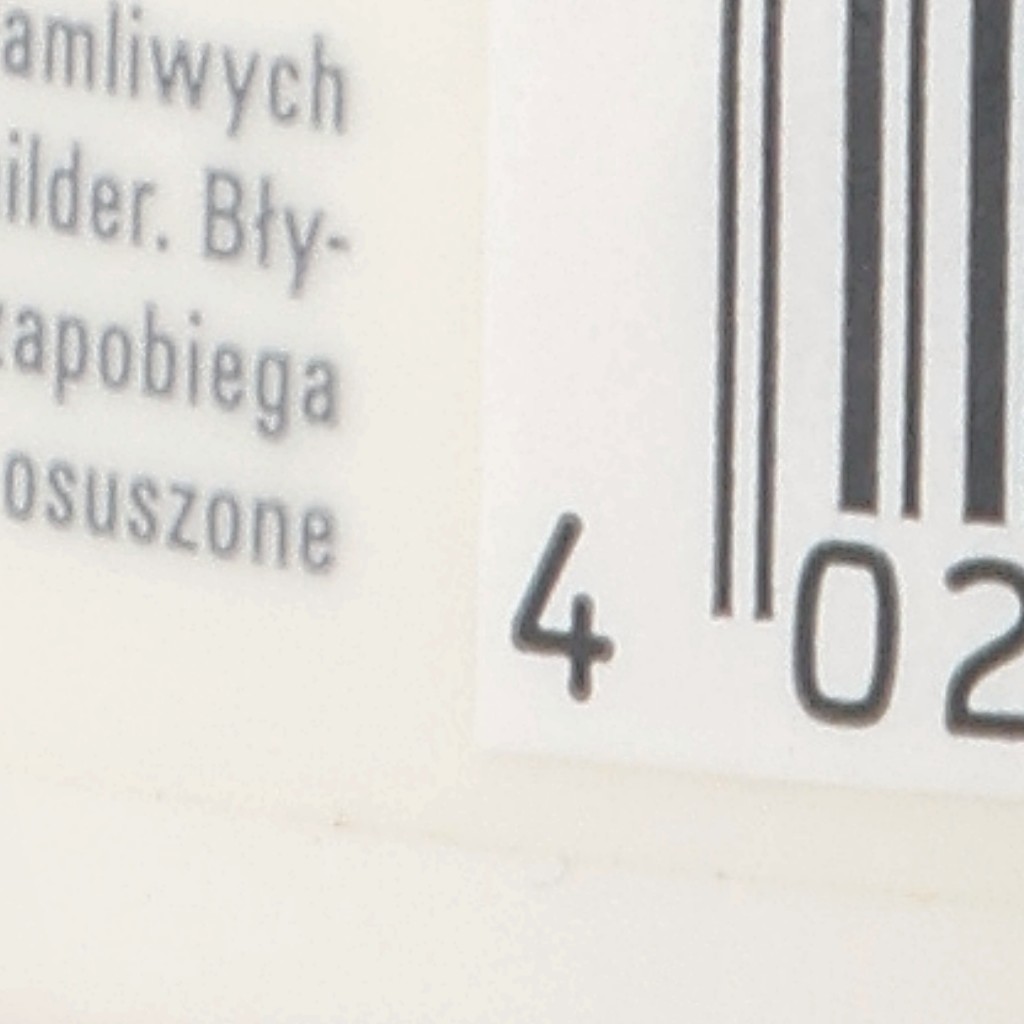 amliwych
ilder. Bły-
zapobiega
osuszone
4 02